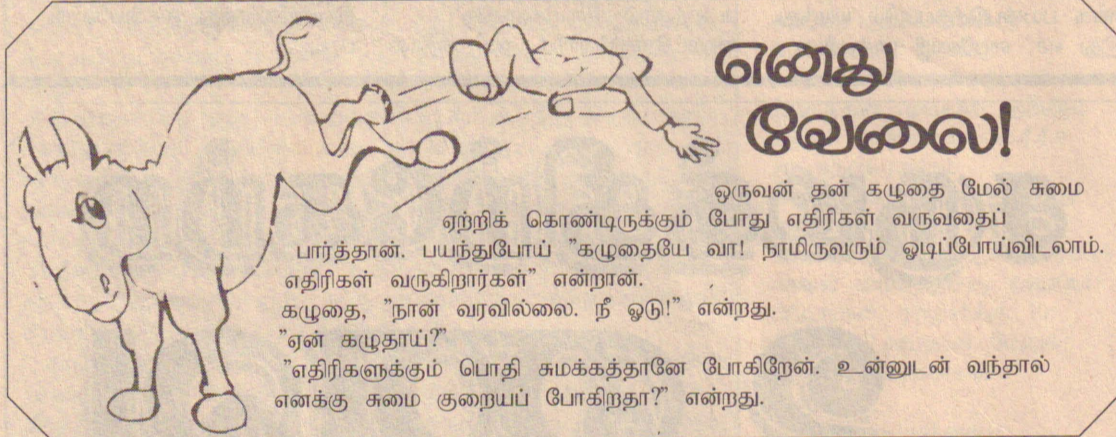 எனது
வேலை!
ஒருவன் தன் கழுதை மேல் சுமை
ஏற்றிக் கொண்டிருக்கும் போது எதிரிகள் வருவதைப்
பார்த்தான். பயந்துபோய் "கழுதையே வா! நாமிருவரும் ஓடிப்போய்விடலாம்.
எதிரிகள் வருகிறார்கள்" என்றான்.
கழுதை, "நான் வரவில்லை. நீ ஓடு!" என்றது.
"ஏன் கழுதாய்?"
"எதிரிகளுக்கும் பொதி சுமக்கத்தானே போகிறேன். உன்னுடன் வந்தால்
எனக்கு சுமை குறையப் போகிறதா?" என்றது.